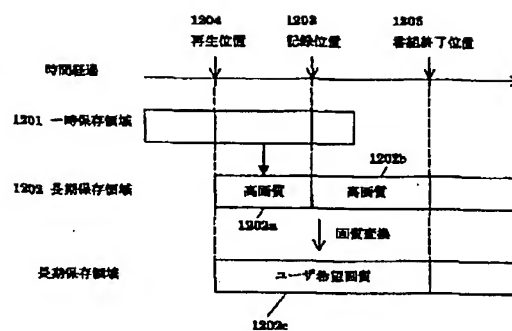 1204 1203 1205
再生位置 記録位置 番組終了位置
時間経過
1201 一時保存領域
1202b
1202 長期保存領域 高画質 高画質
1202a
画質変換
長期保存領域 ユーザ希望画質
1202c